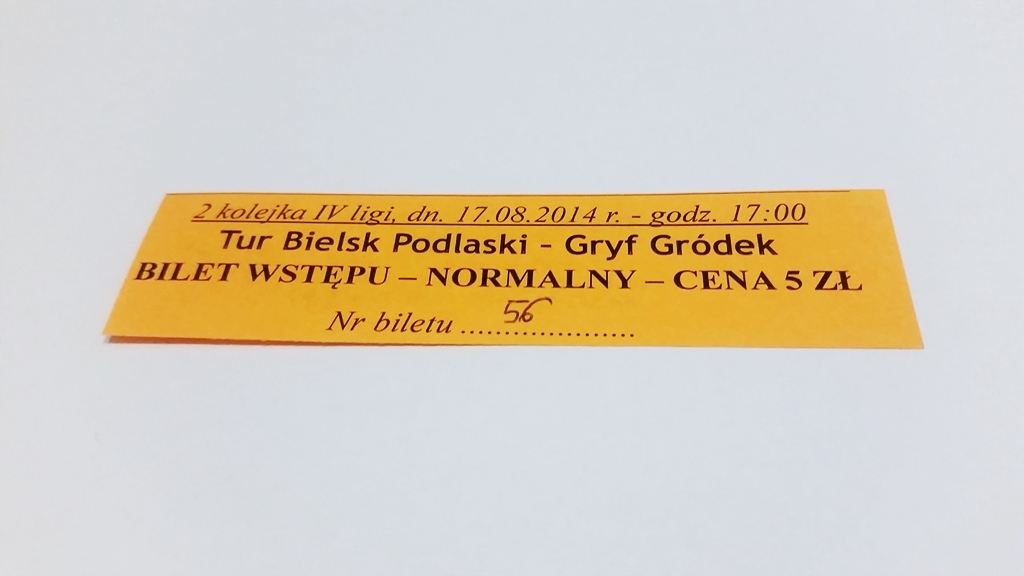 2 kolejka IV ligi, dn. 17.08.2014 r. - godz. 17:00
Tur Bielsk Podlaski - Gryf Gródek
BILET WSTĘPU – NORMALNY – CENA 5 ZŁ
Nr biletu ....56................